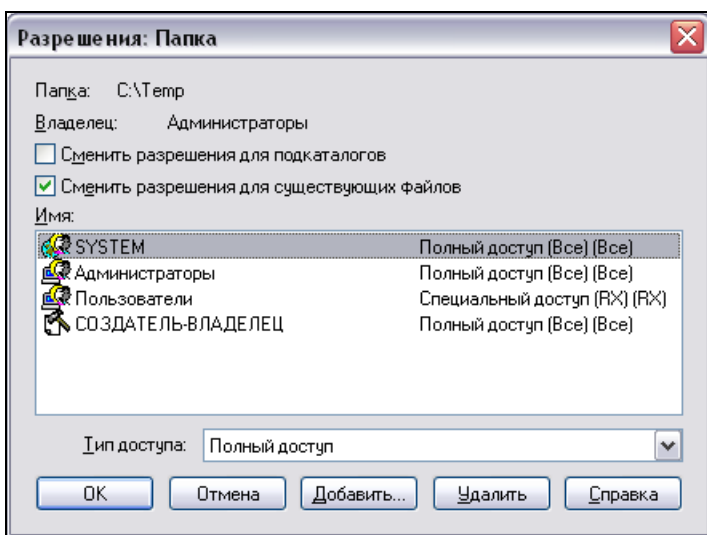 Разрешения: Папка
Папка: C:\Temp
Владелец: Администраторы
Сменить разрешения для подкаталогов
Сменить разрешения для существующих файлов
Имя:
SYSTEM Полный доступ (Все) (Все)
Администраторы Полный доступ (Все) (Все)
Пользователи Специальный доступ (RX) (RX)
СОЗДАТЕЛЬ-ВЛАДЕЛЕЦ Полный доступ (Все) (Все)
Тип доступа: Полный доступ
OK Отмена Добавить... Удалить Справка